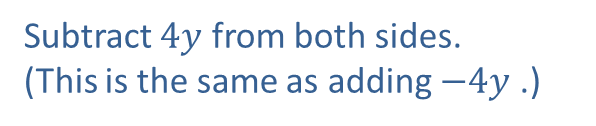 Subtract 4y from both sides.
(This is the same as adding −4y .)